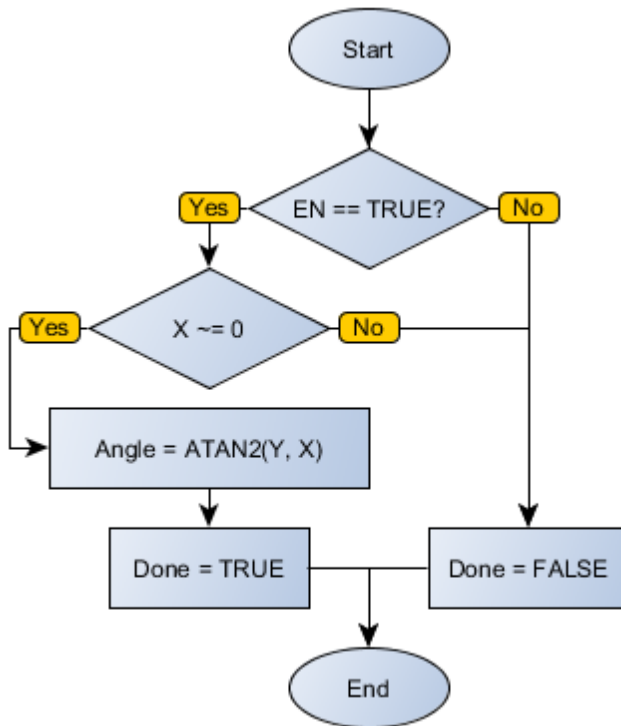 Start
EN == TRUE?
Yes
No
X ~= 0
Yes
No
Angle = ATAN2(Y, X)
Done = TRUE
Done = FALSE
End